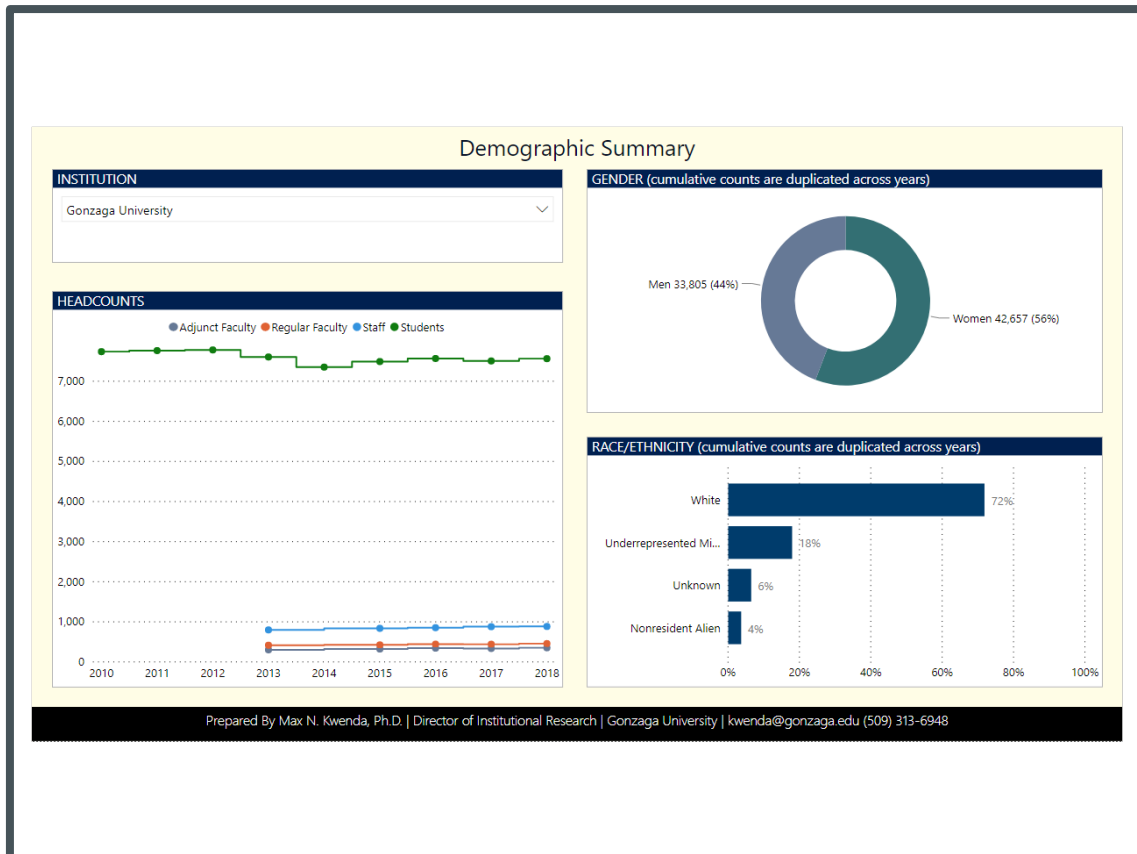 Demographic Summary
INSTITUTION
Gonzaga University
HEADCOUNTS
Adjunct Faculty Regular Faculty Staff Students
7,000
6,000
5,000
4,000
3,000
2,000
1,000
0
2010 2011 2012 2013 2014 2015 2016 2017 2018
GENDER (cumulative counts are duplicated across years)
Men 33,805 (44%)
Women 42,657 (56%)
RACE/ETHNICITY (cumulative counts are duplicated across years)
White 72%
Underrepresented Mi... 18%
Unknown 6%
Nonresident Alien 4%
0% 20% 40% 60% 80% 100%
Prepared By Max N. Kwenda, Ph.D. | Director of Institutional Research | Gonzaga University | kwenda@gonzaga.edu (509) 313-6948